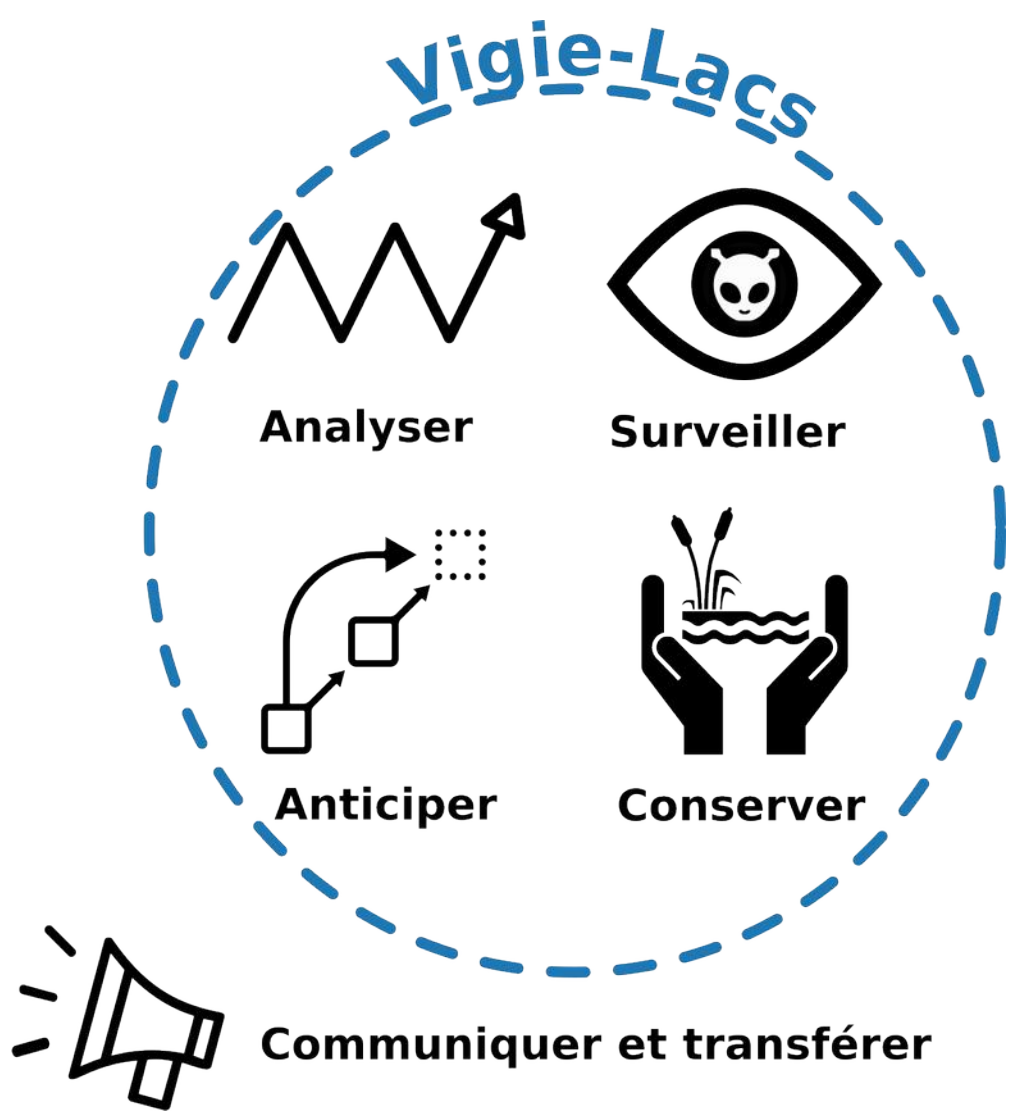 Vigie-Lacs
Analyser
Surveiller
Anticiper
Conserver
Communiquer et transférer